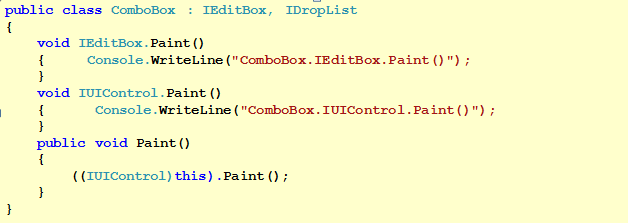 public class ComboBox : IEditBox, IDropList
{
    void IEditBox.Paint()
    {     Console.WriteLine("ComboBox.IEditBox.Paint()");
    }
    void IUIControl.Paint()
    {      Console.WriteLine("ComboBox.IUIControl.Paint()");
    }
    public void Paint()
    {
        ((IUIControl)this).Paint();
    }
}